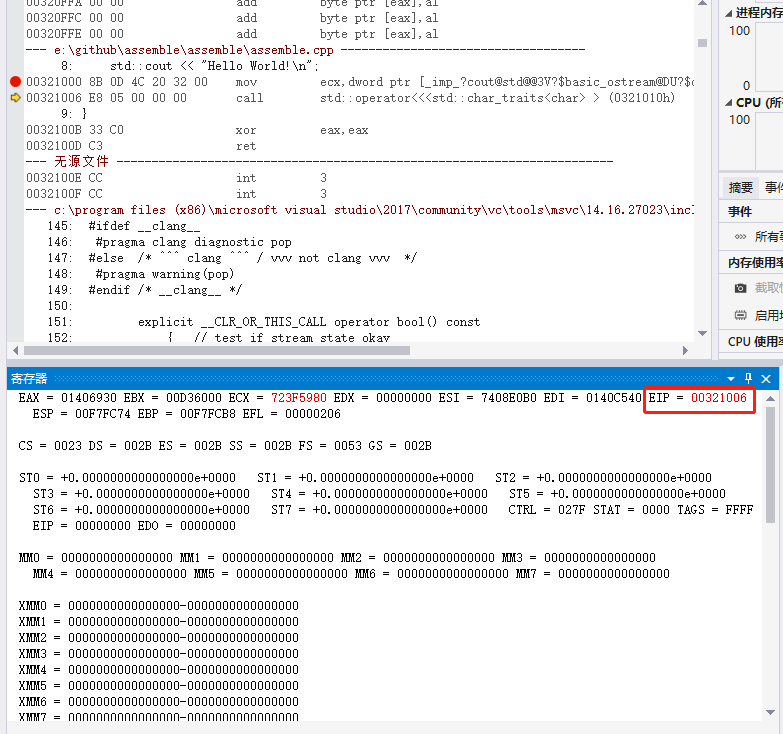 00320FFA 00 00 add byte ptr [eax],al
00320FFC 00 00 add byte ptr [eax],al
00320FFE 00 00 add byte ptr [eax],al
--- e:\github\assemble\assemble\assemble.cpp -----------------------------------
8: std::cout << "Hello World!\n";
00321000 8B 0D 4C 20 32 00 mov ecx,dword ptr [_imp_?cout@std@@3V?$basic_ostream@DU?$c
00321006 E8 05 00 00 00 call std::operator<<<std::char_traits<char> > (0321010h)
9: }
0032100B 33 C0 xor eax,eax
0032100D C3 ret
--- 无源文件 -----------------------------------------------------------------------
0032100E CC int 3
0032100F CC int 3
--- c:\program files (x86)\microsoft visual studio\2017\community\vc\tools\msvc\14.16.27023\incl
145: #ifdef __clang__
146: #pragma clang diagnostic pop
147: #else /* ^^^ clang ^^^ / vvv not clang vvv */
148: #pragma warning(pop)
149: #endif /* __clang__ */
150:
151: explicit __CLR_OR_THIS_CALL operator bool() const
152: { // test if stream state okay
进程内存
100
0
CPU (所
100
摘要 事件
事件
所有
内存使用率
截取
启用
CPU 使用率
寄存器
EAX = 01406930 EBX = 00D36000 ECX = 723F5980 EDX = 00000000 ESI = 7408E0B0 EDI = 0140C540 EIP = 00321006
ESP = 00F7FC74 EBP = 00F7FCB8 EFL = 00000206
CS = 0023 DS = 002B ES = 002B SS = 002B FS = 0053 GS = 002B
ST0 = +0.0000000000000000e+0000 ST1 = +0.0000000000000000e+0000 ST2 = +0.0000000000000000e+0000
ST3 = +0.0000000000000000e+0000 ST4 = +0.0000000000000000e+0000 ST5 = +0.0000000000000000e+0000
ST6 = +0.0000000000000000e+0000 ST7 = +0.0000000000000000e+0000 CTRL = 027F STAT = 0000 TAGS = FFFF
EIP = 00000000 EDO = 00000000
MM0 = 0000000000000000 MM1 = 0000000000000000 MM2 = 0000000000000000 MM3 = 0000000000000000
MM4 = 0000000000000000 MM5 = 0000000000000000 MM6 = 0000000000000000 MM7 = 0000000000000000
XMM0 = 0000000000000000-0000000000000000
XMM1 = 0000000000000000-0000000000000000
XMM2 = 0000000000000000-0000000000000000
XMM3 = 0000000000000000-0000000000000000
XMM4 = 0000000000000000-0000000000000000
XMM5 = 0000000000000000-0000000000000000
XMM6 = 0000000000000000-0000000000000000
XMM7 = 0000000000000000-0000000000000000